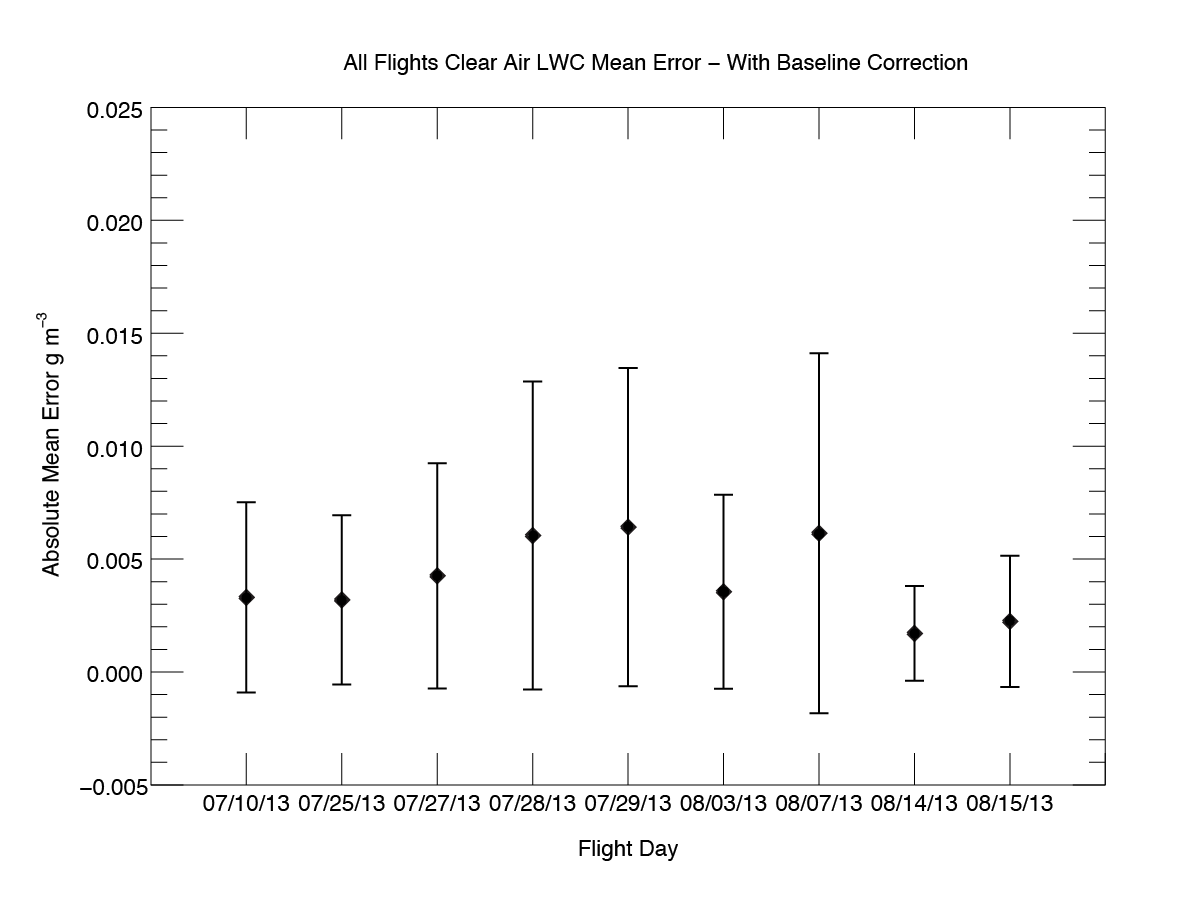 All Flights Clear Air LWC Mean Error – With Baseline Correction
0.025
0.020
0.015
0.010
0.005
0.000
−0.005
Absolute Mean Error g m⁻³
07/10/13 07/25/13 07/27/13 07/28/13 07/29/13 08/03/13 08/07/13 08/14/13 08/15/13
Flight Day